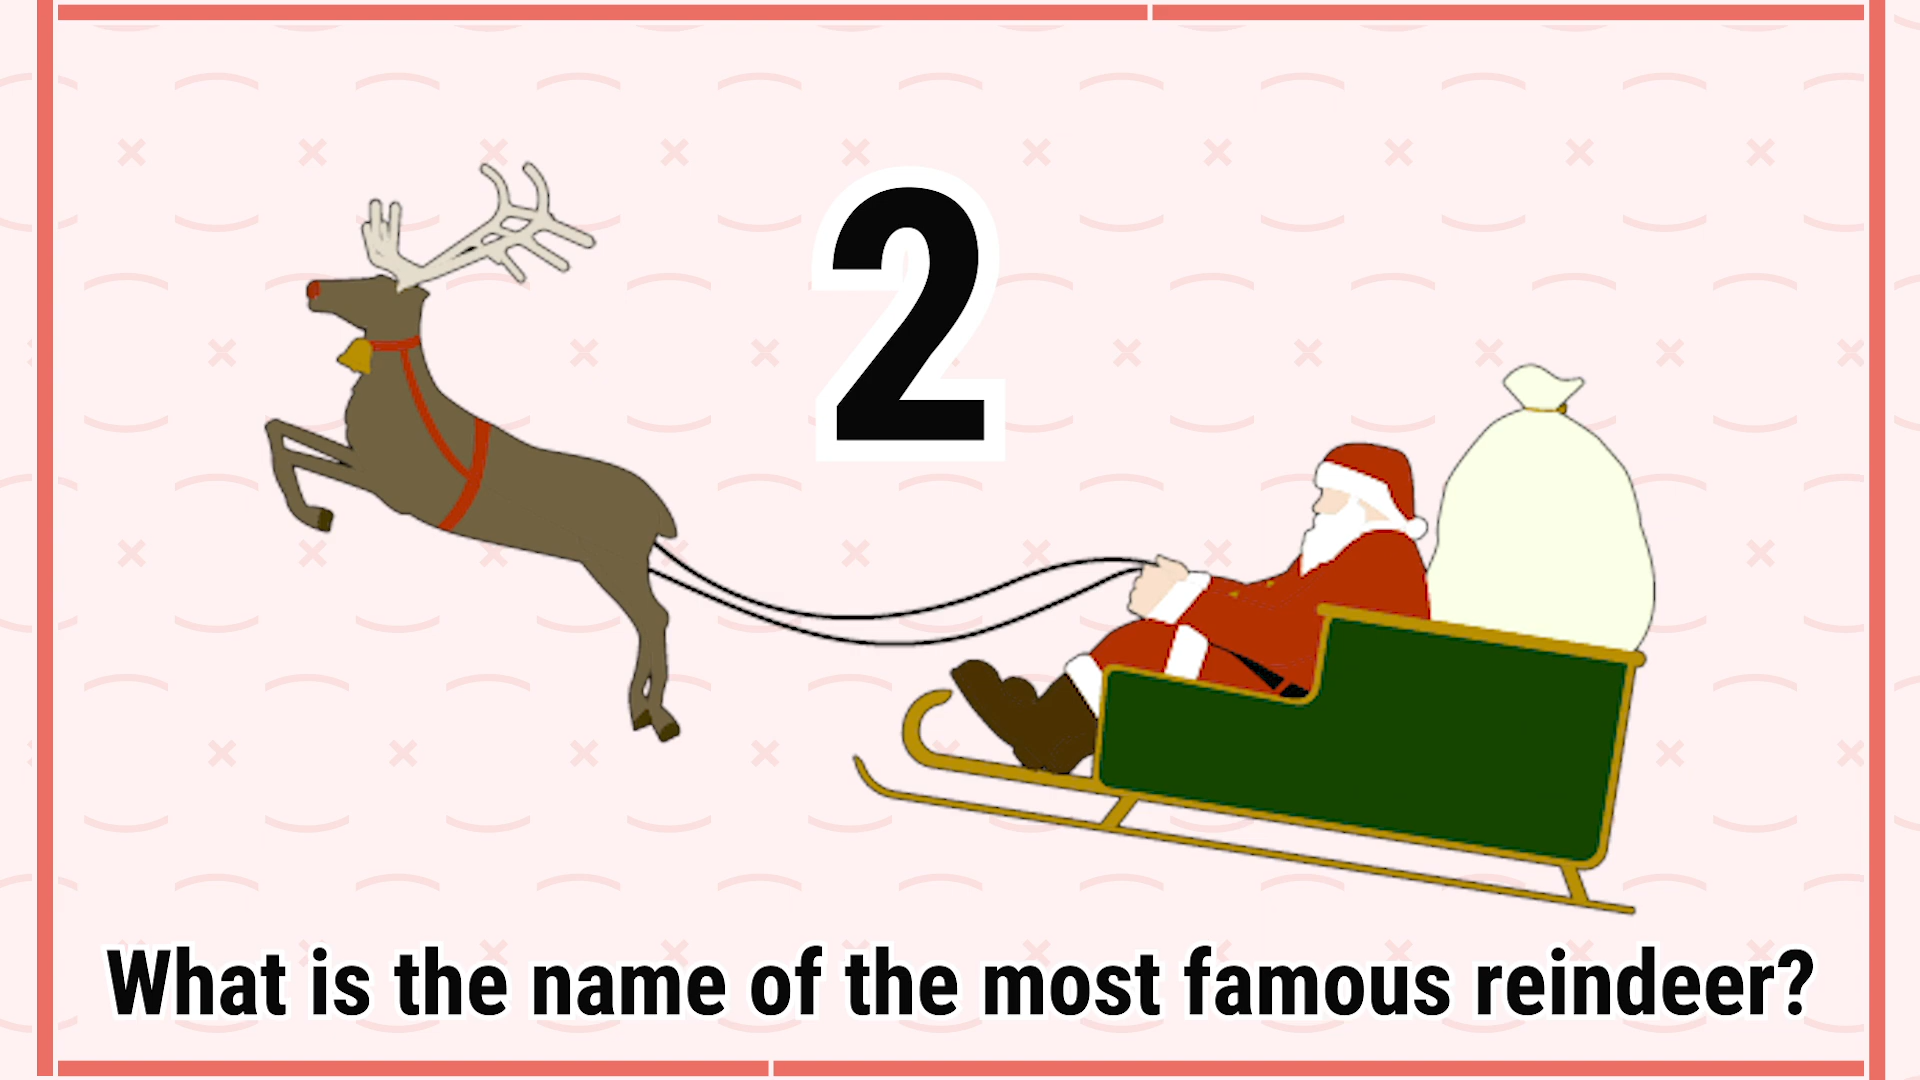 2
What is the name of the most famous reindeer?